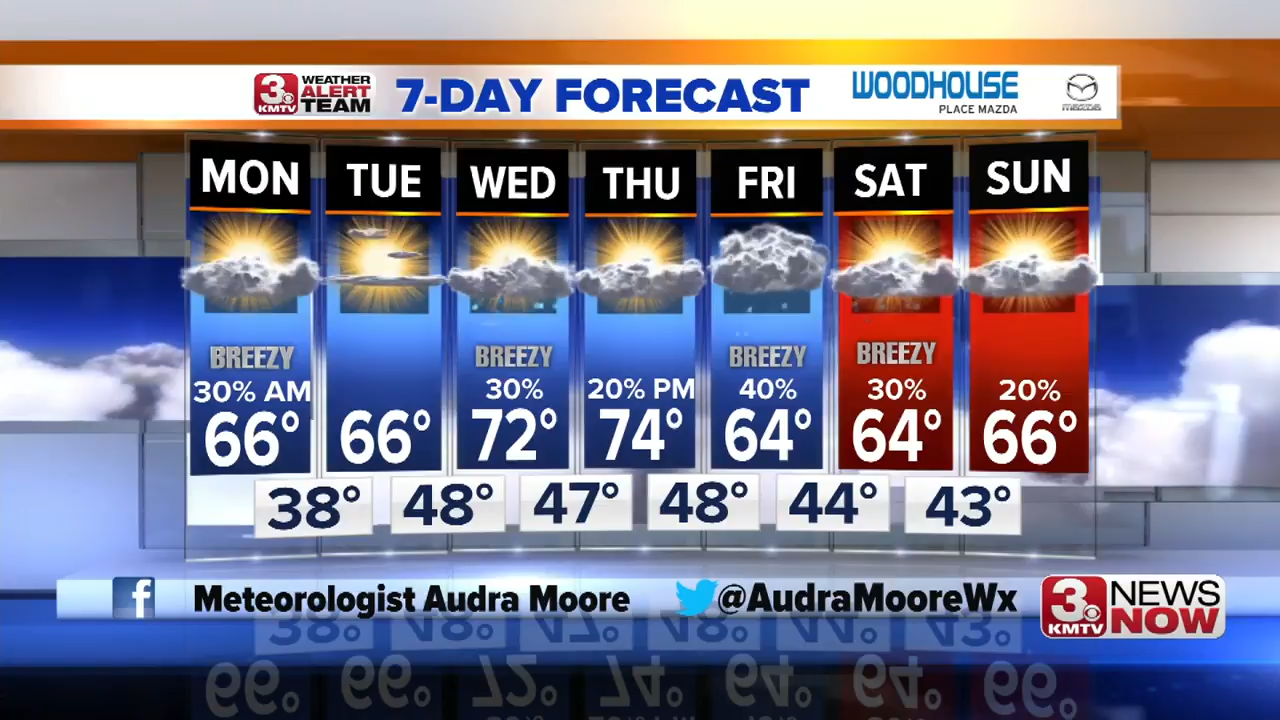 3 KMTV WEATHER ALERT TEAM
7-DAY FORECAST
WOODHOUSE
PLACE MAZDA
mazda
MON TUE WED THU FRI SAT SUN
BREEZY BREEZY BREEZY BREEZY
30% AM 30% 20% PM 40% 30% 20%
66° 66° 72° 74° 64° 64° 66°
38° 48° 47° 48° 44° 43°
f Meteorologist Audra Moore @AudraMooreWx
3 KMTV NEWS NOW